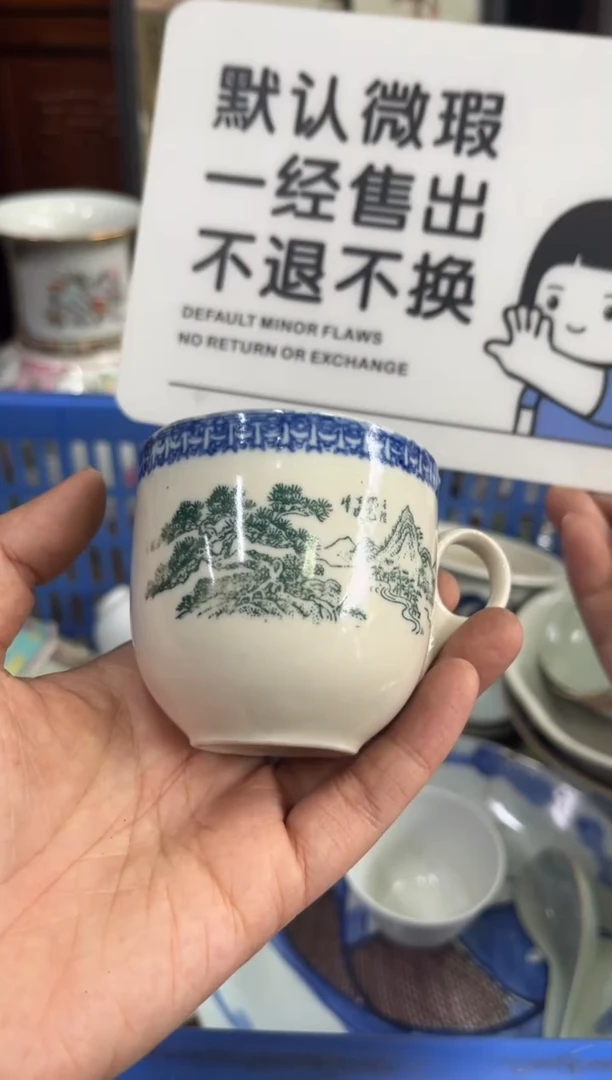 默认微瑕
一经售出
不退不换
DEFAULT MINOR FLAWS
NO RETURN OR EXCHANGE